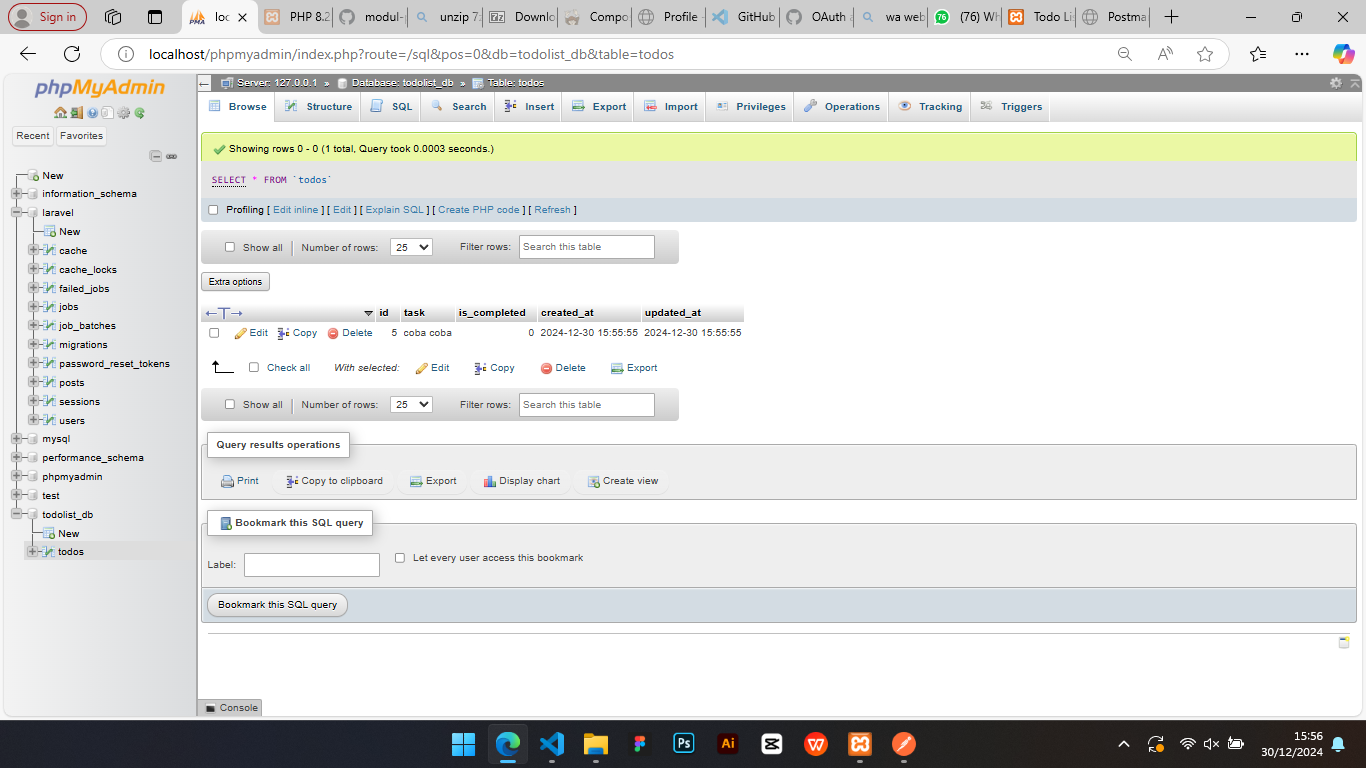 Sign in
loc
PHP 8.2
modul-
unzip 7:
Downlo
Compo
Profile
GitHub
OAuth a
wa web
(76) Wh
Todo Lis
Postma
localhost/phpmyadmin/index.php?route=/sql&pos=0&db=todolist_db&table=todos
phpMyAdmin
Recent Favorites
New
information_schema
laravel
New
cache
cache_locks
failed_jobs
jobs
job_batches
migrations
password_reset_tokens
posts
sessions
users
mysql
performance_schema
phpmyadmin
test
todolist_db
New
todos
Server: 127.0.0.1 » Database: todolist_db » Table: todos
Browse Structure SQL Search Insert Export Import Privileges Operations Tracking Triggers
Showing rows 0 - 0 (1 total, Query took 0.0003 seconds.)
SELECT * FROM `todos`
Profiling [ Edit inline ] [ Edit ] [ Explain SQL ] [ Create PHP code ] [ Refresh ]
Show all Number of rows: 25 Filter rows: Search this table
Extra options
id task is_completed created_at updated_at
Edit Copy Delete 5 coba coba 0 2024-12-30 15:55:55 2024-12-30 15:55:55
Check all With selected: Edit Copy Delete Export
Show all Number of rows: 25 Filter rows: Search this table
Query results operations
Print Copy to clipboard Export Display chart Create view
Bookmark this SQL query
Label: Let every user access this bookmark
Bookmark this SQL query
Console
15:56
30/12/2024